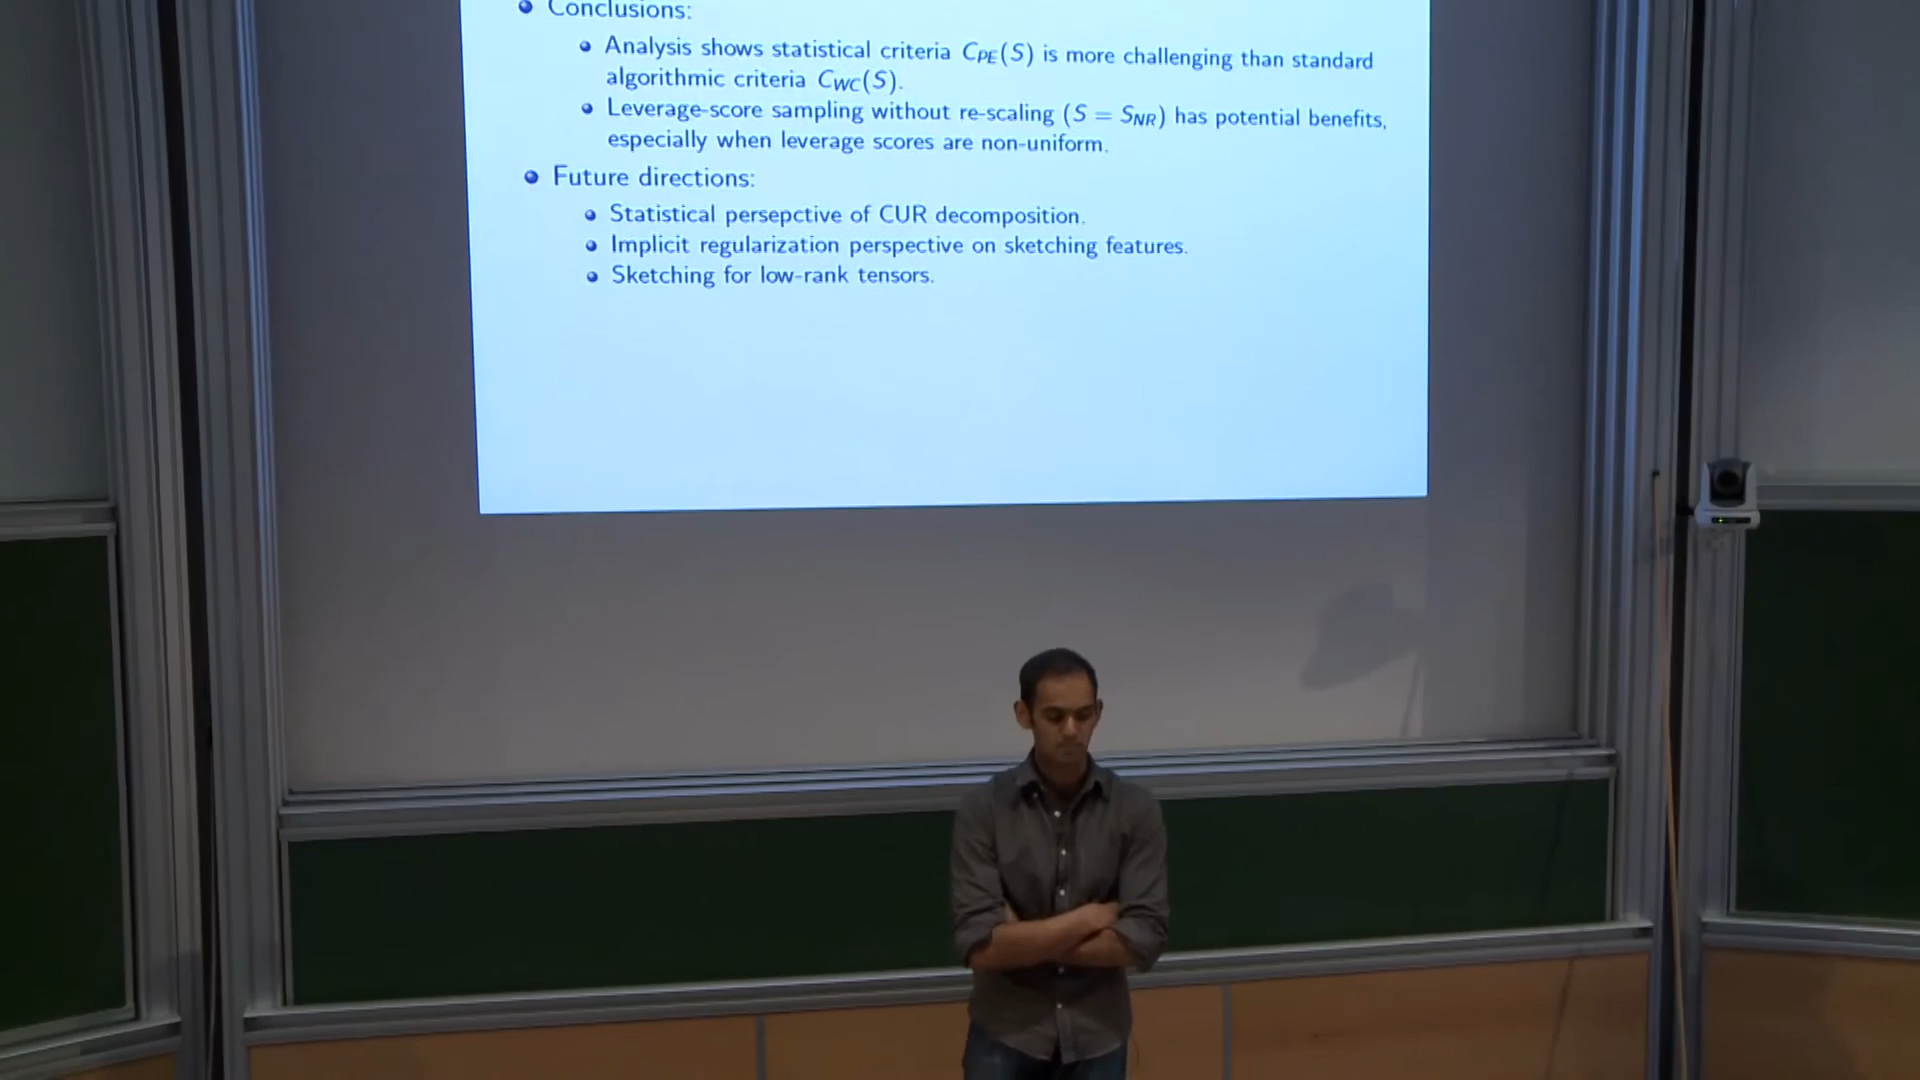 Conclusions:
Analysis shows statistical criteria C_PE(S) is more challenging than standard
algorithmic criteria C_WC(S).
Leverage-score sampling without re-scaling (S = S_NR) has potential benefits,
especially when leverage scores are non-uniform.
Future directions:
Statistical persepctive of CUR decomposition.
Implicit regularization perspective on sketching features.
Sketching for low-rank tensors.